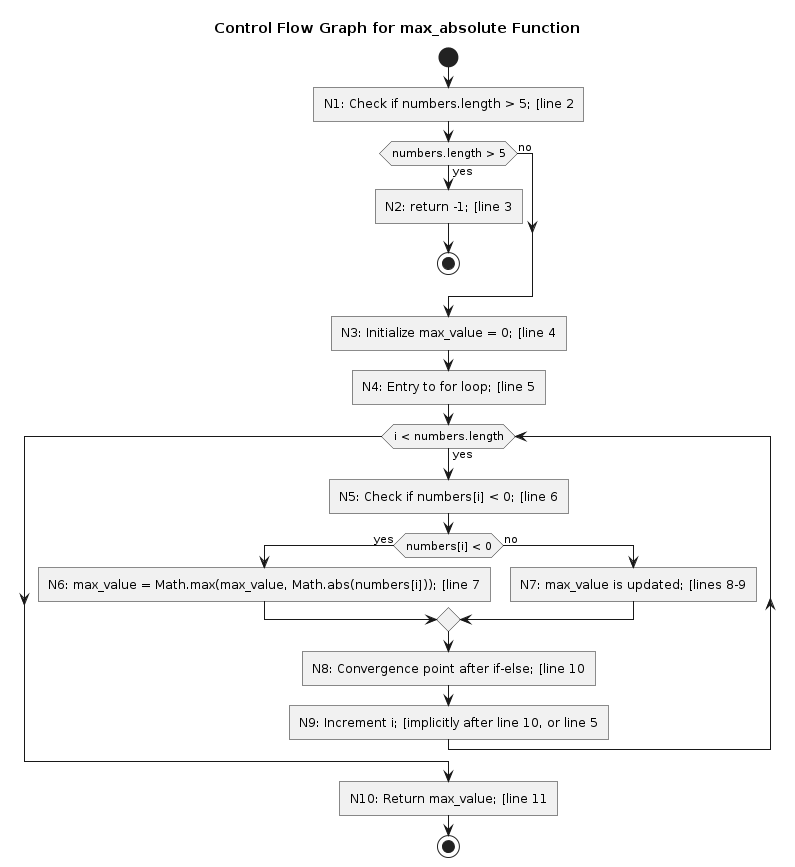 Control Flow Graph for max_absolute Function
N1: Check if numbers.length > 5; [line 2
numbers.length > 5
no
yes
N2: return -1; [line 3
N3: Initialize max_value = 0; [line 4
N4: Entry to for loop; [line 5
i < numbers.length
yes
N5: Check if numbers[i] < 0; [line 6
yes
numbers[i] < 0
no
N6: max_value = Math.max(max_value, Math.abs(numbers[i])); [line 7
N7: max_value is updated; [lines 8-9
N8: Convergence point after if-else; [line 10
N9: Increment i; [implicitly after line 10, or line 5
N10: Return max_value; [line 11